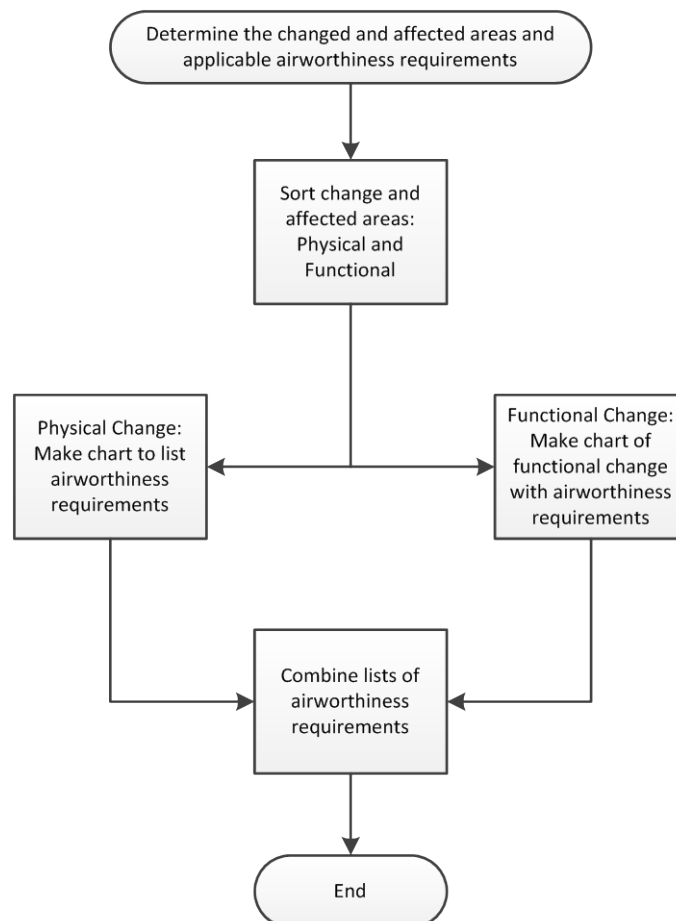 Determine the changed and affected areas and
applicable airworthiness requirements
Sort change and
affected areas:
Physical and
Functional
Physical Change:
Make chart to list
airworthiness
requirements
Functional Change:
Make chart of
functional change
with airworthiness
requirements
Combine lists of
airworthiness
requirements
End